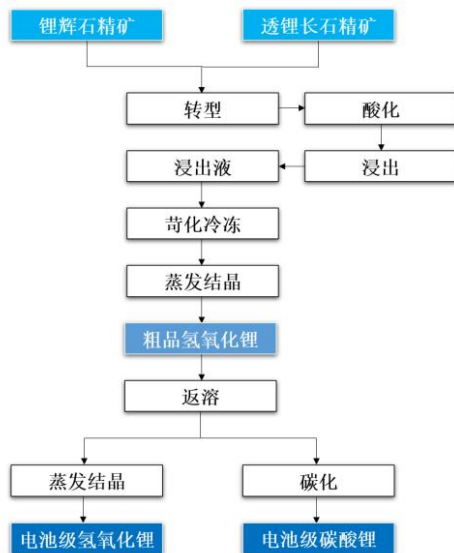 锂辉石精矿
透锂长石精矿
转型
酸化
浸出液
浸出
苛化冷冻
蒸发结晶
粗品氢氧化锂
返溶
蒸发结晶
碳化
电池级氢氧化锂
电池级碳酸锂